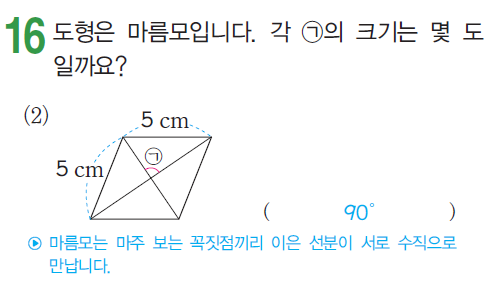 16 도형은 마름모입니다. 각 ㉠의 크기는 몇 도
일까요?
(2)
5 cm
㉠
5 cm
( 90° )
▶ 마름모는 마주 보는 꼭짓점끼리 이은 선분이 서로 수직으로
만납니다.